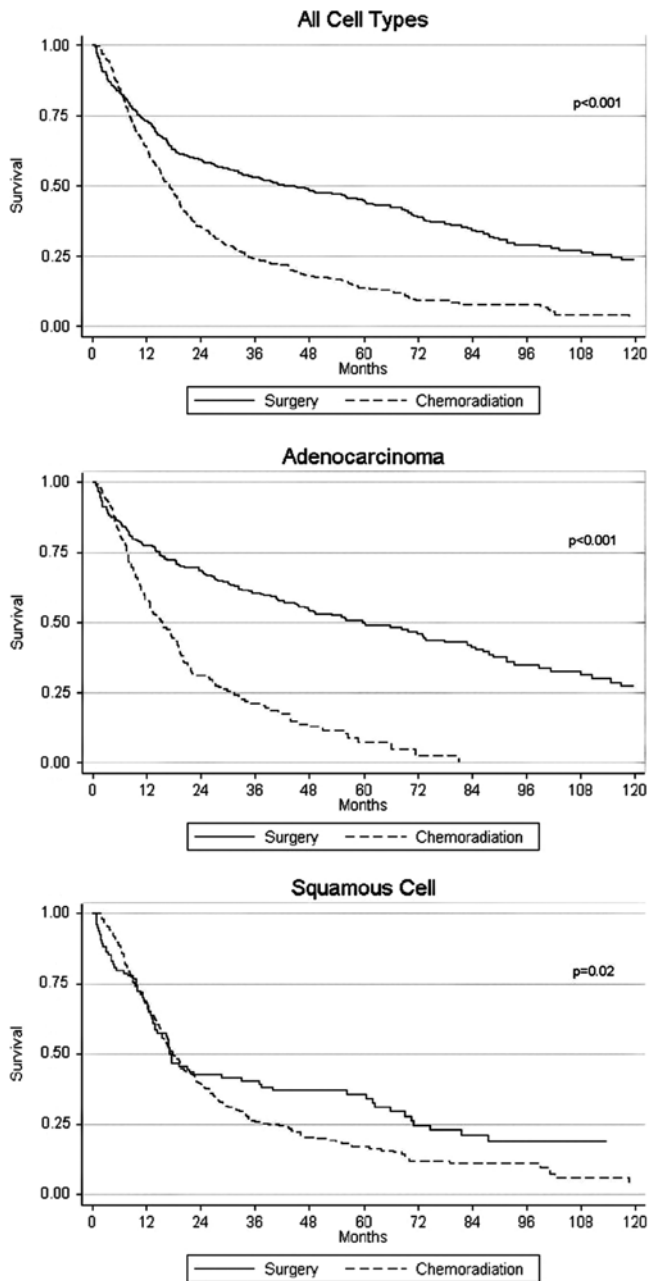 All Cell Types
1.00
0.75
0.50
0.25
0.00
Survival
p<0.001
0 12 24 36 48 60 72 84 96 108 120
Months
Surgery Chemoradiation
Adenocarcinoma
1.00
0.75
0.50
0.25
0.00
Survival
p<0.001
0 12 24 36 48 60 72 84 96 108 120
Months
Surgery Chemoradiation
Squamous Cell
1.00
0.75
0.50
0.25
0.00
Survival
p=0.02
0 12 24 36 48 60 72 84 96 108 120
Months
Surgery Chemoradiation